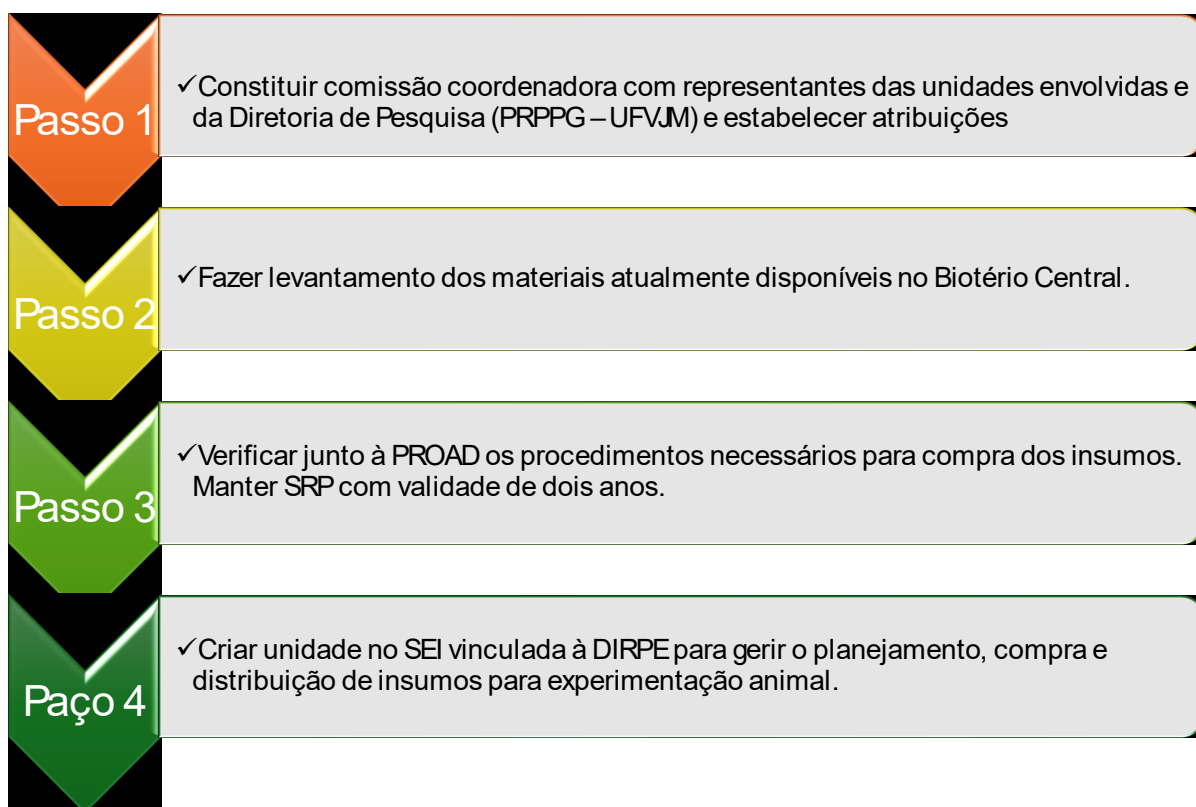 Passo 1
✓Constituir comissão coordenadora com representantes das unidades envolvidas e
da Diretoria de Pesquisa (PRPPG – UFVJM) e estabelecer atribuições
Passo 2
✓Fazer levantamento dos materiais atualmente disponíveis no Biotério Central.
Passo 3
✓Verificar junto à PROAD os procedimentos necessários para compra dos insumos.
Manter SRP com validade de dois anos.
Paço 4
✓Criar unidade no SEI vinculada à DIRPE para gerir o planejamento, compra e
distribuição de insumos para experimentação animal.